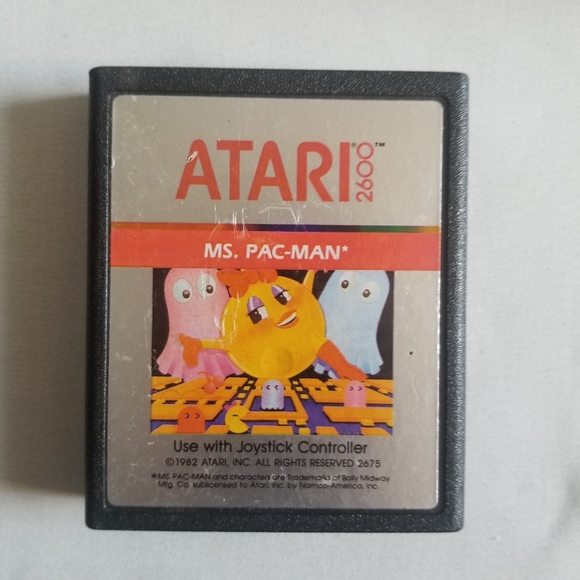 ATARI® 2600™
MS. PAC-MAN*
Use with Joystick Controller
©1982 ATARI, INC. ALL RIGHTS RESERVED 2675
*MS. PAC-MAN and characters are Trademarks of Bally Midway
Mfg. Co. sublicensed to Atari, Inc. by Namco-America, Inc.